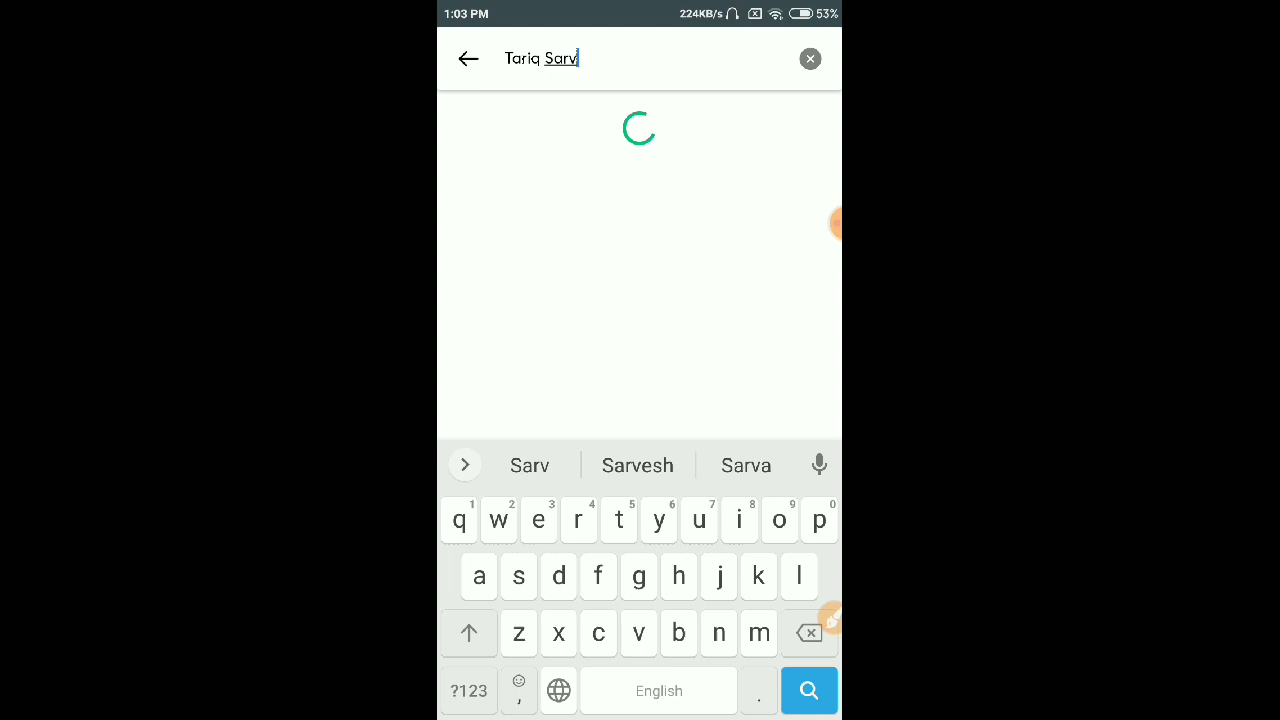 1:03 PM 224KB/s 53%
Tariq Sarv
Sarv Sarvesh Sarva
1 2 3 4 5 6 7 8 9 0
q w e r t y u i o p
a s d f g h j k l
z x c v b n m
?123 , English .